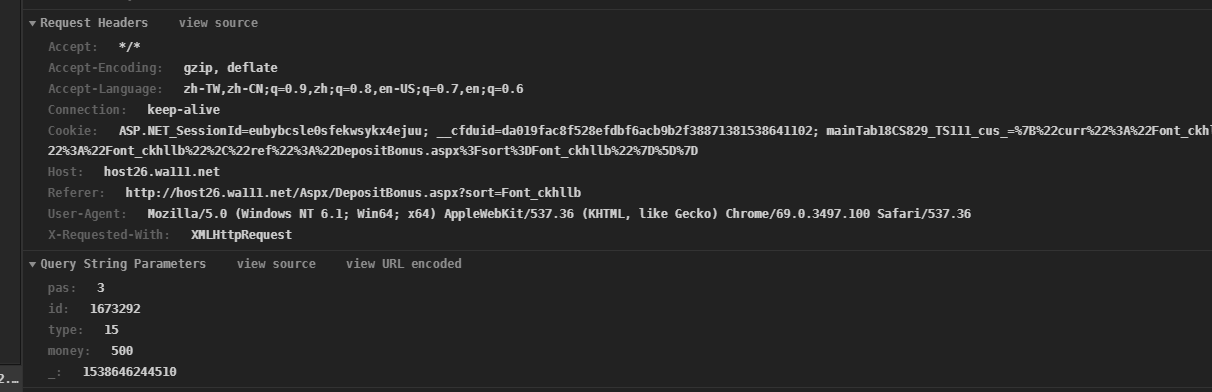 Request Headers view source
Accept: */*
Accept-Encoding: gzip, deflate
Accept-Language: zh-TW,zh-CN;q=0.9,zh;q=0.8,en-US;q=0.7,en;q=0.6
Connection: keep-alive
Cookie: ASP.NET_SessionId=eubybcsle0sfekwsykx4ejuu; __cfduid=da019fac8f528efdbf6acb9b2f38871381538641102; mainTab18CS829_TS111_cus_=%7B%22curr%22%3A%22Font_ckhl
22%3A%22Font_ckhllb%22%2C%22ref%22%3A%22DepositBonus.aspx%3Fsort%3DFont_ckhllb%22%7D%5D%7D
Host: host26.wa111.net
Referer: http://host26.wa111.net/Aspx/DepositBonus.aspx?sort=Font_ckhllb
User-Agent: Mozilla/5.0 (Windows NT 6.1; Win64; x64) AppleWebKit/537.36 (KHTML, like Gecko) Chrome/69.0.3497.100 Safari/537.36
X-Requested-With: XMLHttpRequest
Query String Parameters view source view URL encoded
pas: 3
id: 1673292
type: 15
money: 500
_: 1538646244510
2.…